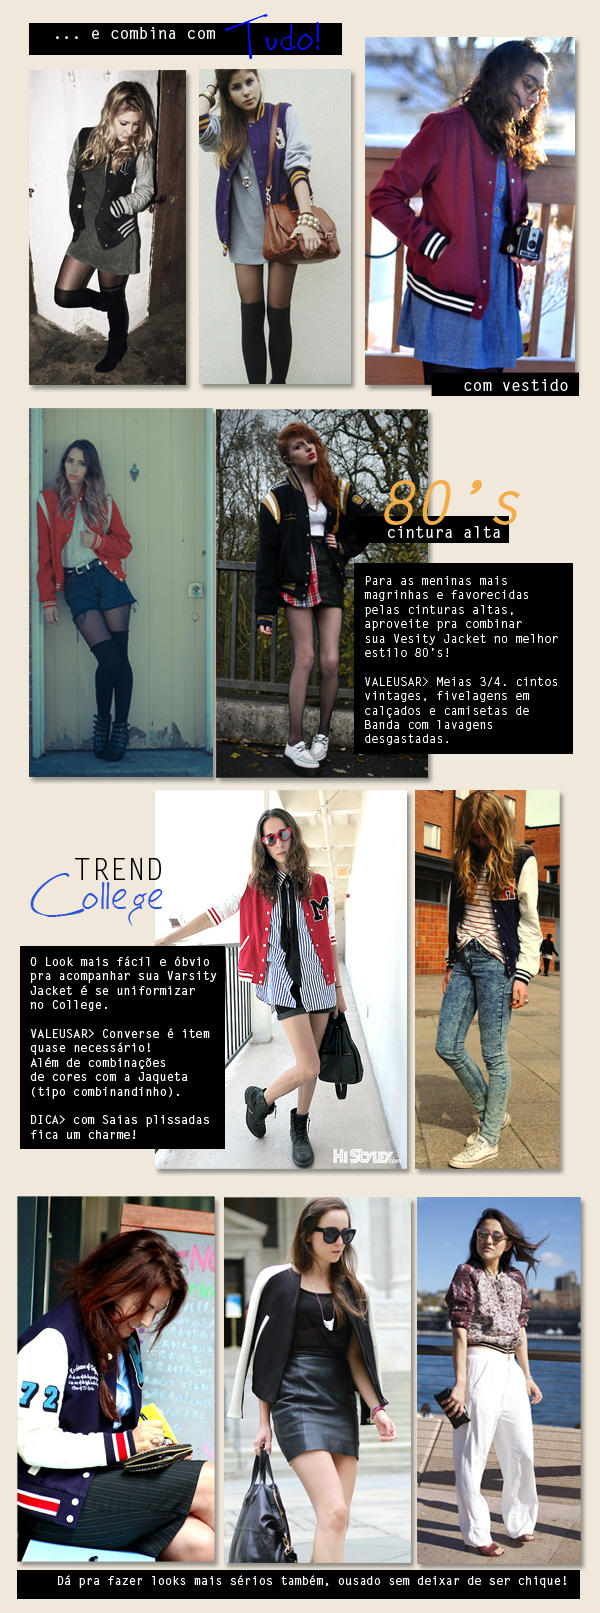 ... e combina com Tudo!
com vestido
80's
cintura alta
Para as meninas mais
magrinhas e favorecidas
pelas cinturas altas,
aproveite pra combinar
sua Vesity Jacket no melhor
estilo 80's!
VALEUSAR> Meias 3/4. cintos
vintages, fivelagens em
calçados e camisetas de
Banda com lavagens
desgastadas.
TREND
College
O Look mais fácil e óbvio
pra acompanhar sua Varsity
Jacket é se uniformizar
no College.
VALEUSAR> Converse é item
quase necessário!
Além de combinações
de cores com a Jaqueta
(tipo combinandinho).
DICA> com Saias plissadas
fica um charme!
M
HI STYLEY.com
72
Dá pra fazer looks mais sérios também, ousado sem deixar de ser chique!